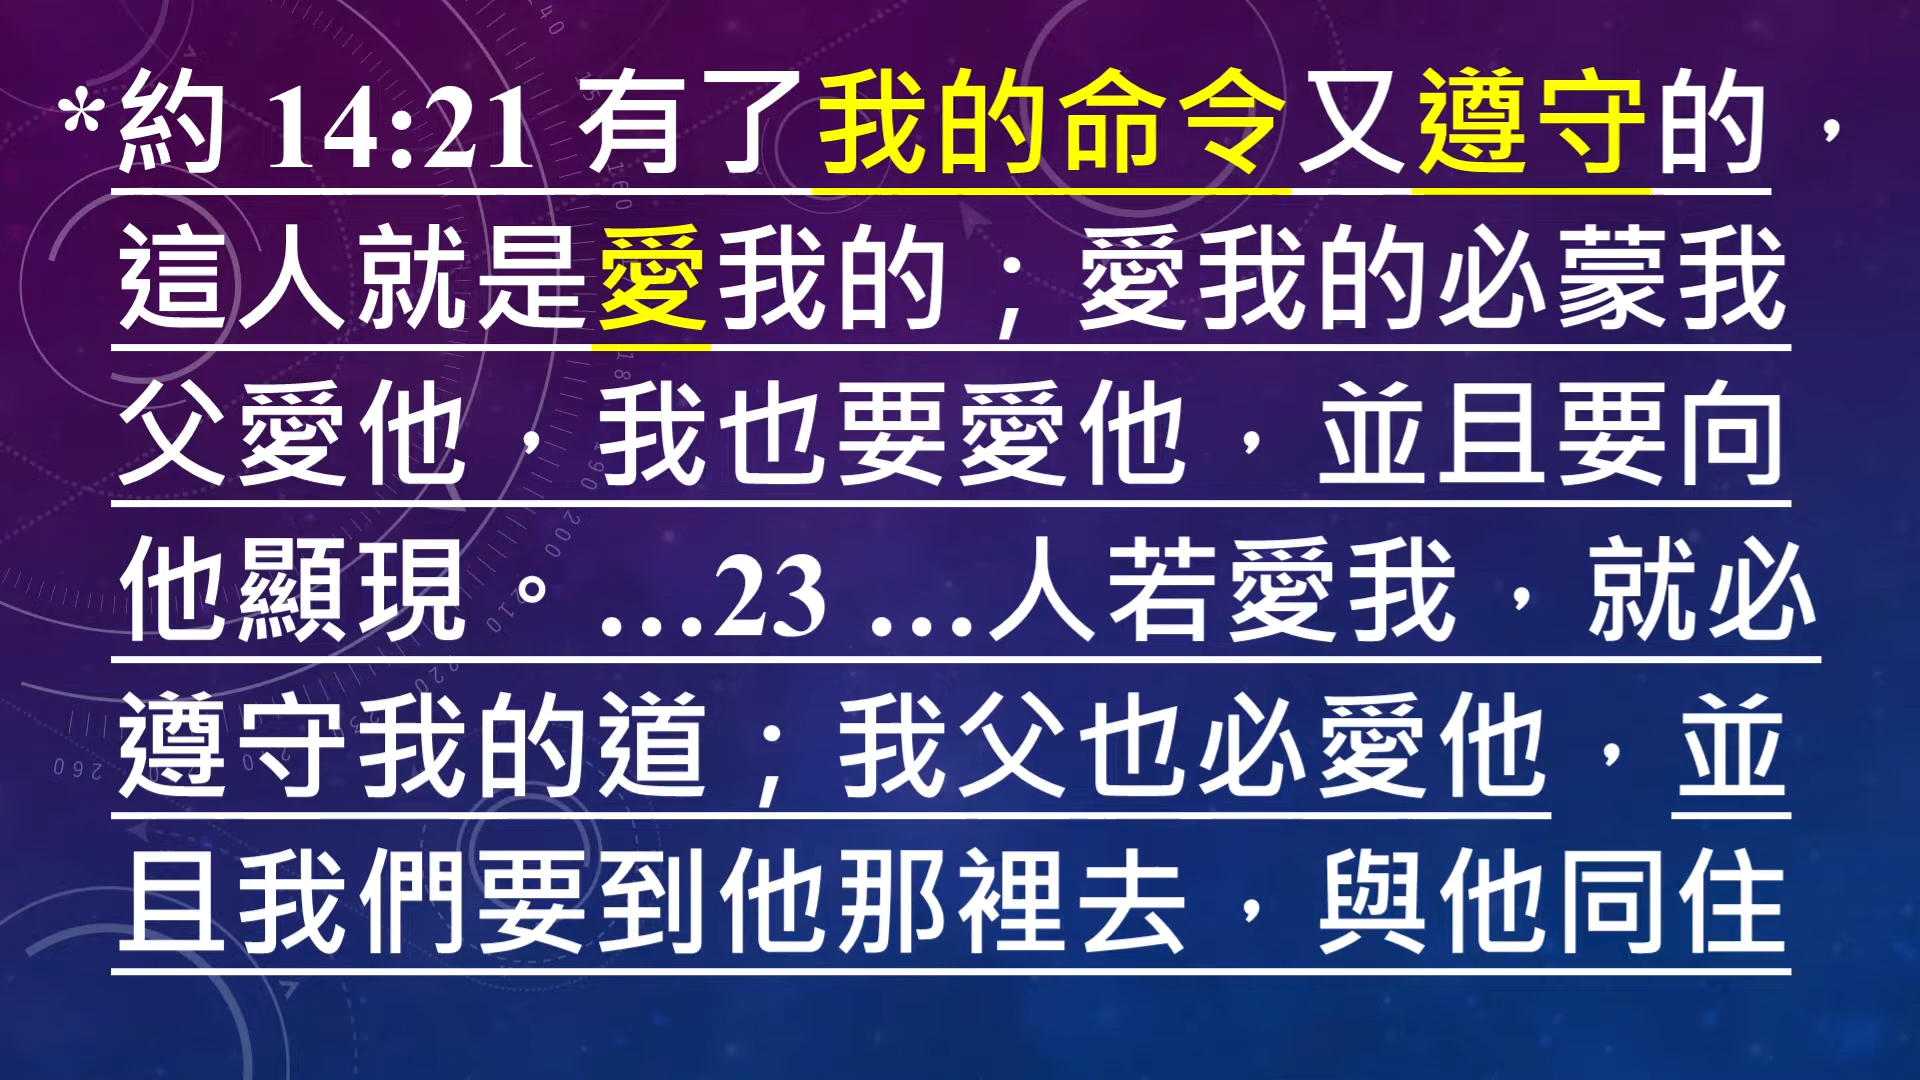 *約 14:21 有了我的命令又遵守的，
這人就是愛我的；愛我的必蒙我
父愛他，我也要愛他，並且要向
他顯現。…23 …人若愛我，就必
遵守我的道；我父也必愛他，並
且我們要到他那裡去，與他同住